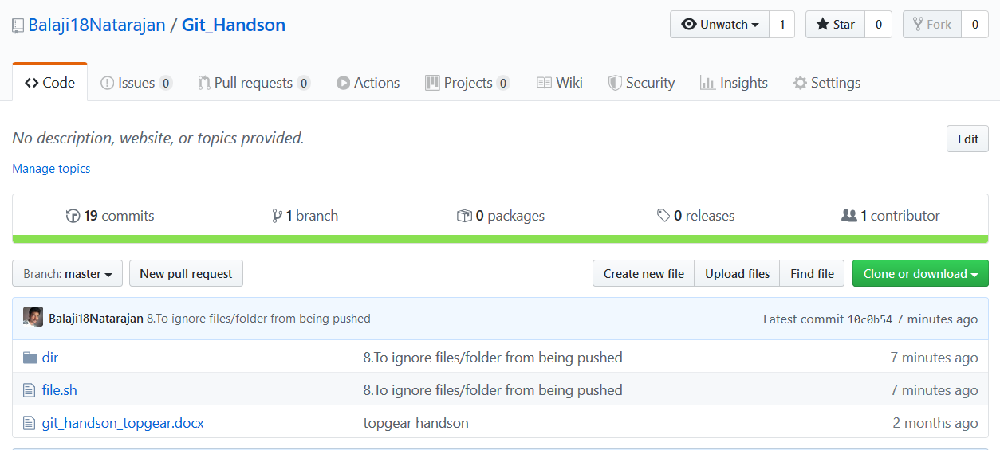 Balaji18Natarajan / Git_Handson Unwatch 1 Star 0 Fork 0
Code Issues 0 Pull requests 0 Actions Projects 0 Wiki Security Insights Settings
No description, website, or topics provided. Edit
Manage topics
19 commits 1 branch 0 packages 0 releases 1 contributor
Branch: master New pull request Create new file Upload files Find file Clone or download
Balaji18Natarajan 8.To ignore files/folder from being pushed Latest commit 10c0b54 7 minutes ago
dir 8.To ignore files/folder from being pushed 7 minutes ago
file.sh 8.To ignore files/folder from being pushed 7 minutes ago
git_handson_topgear.docx topgear handson 2 months ago